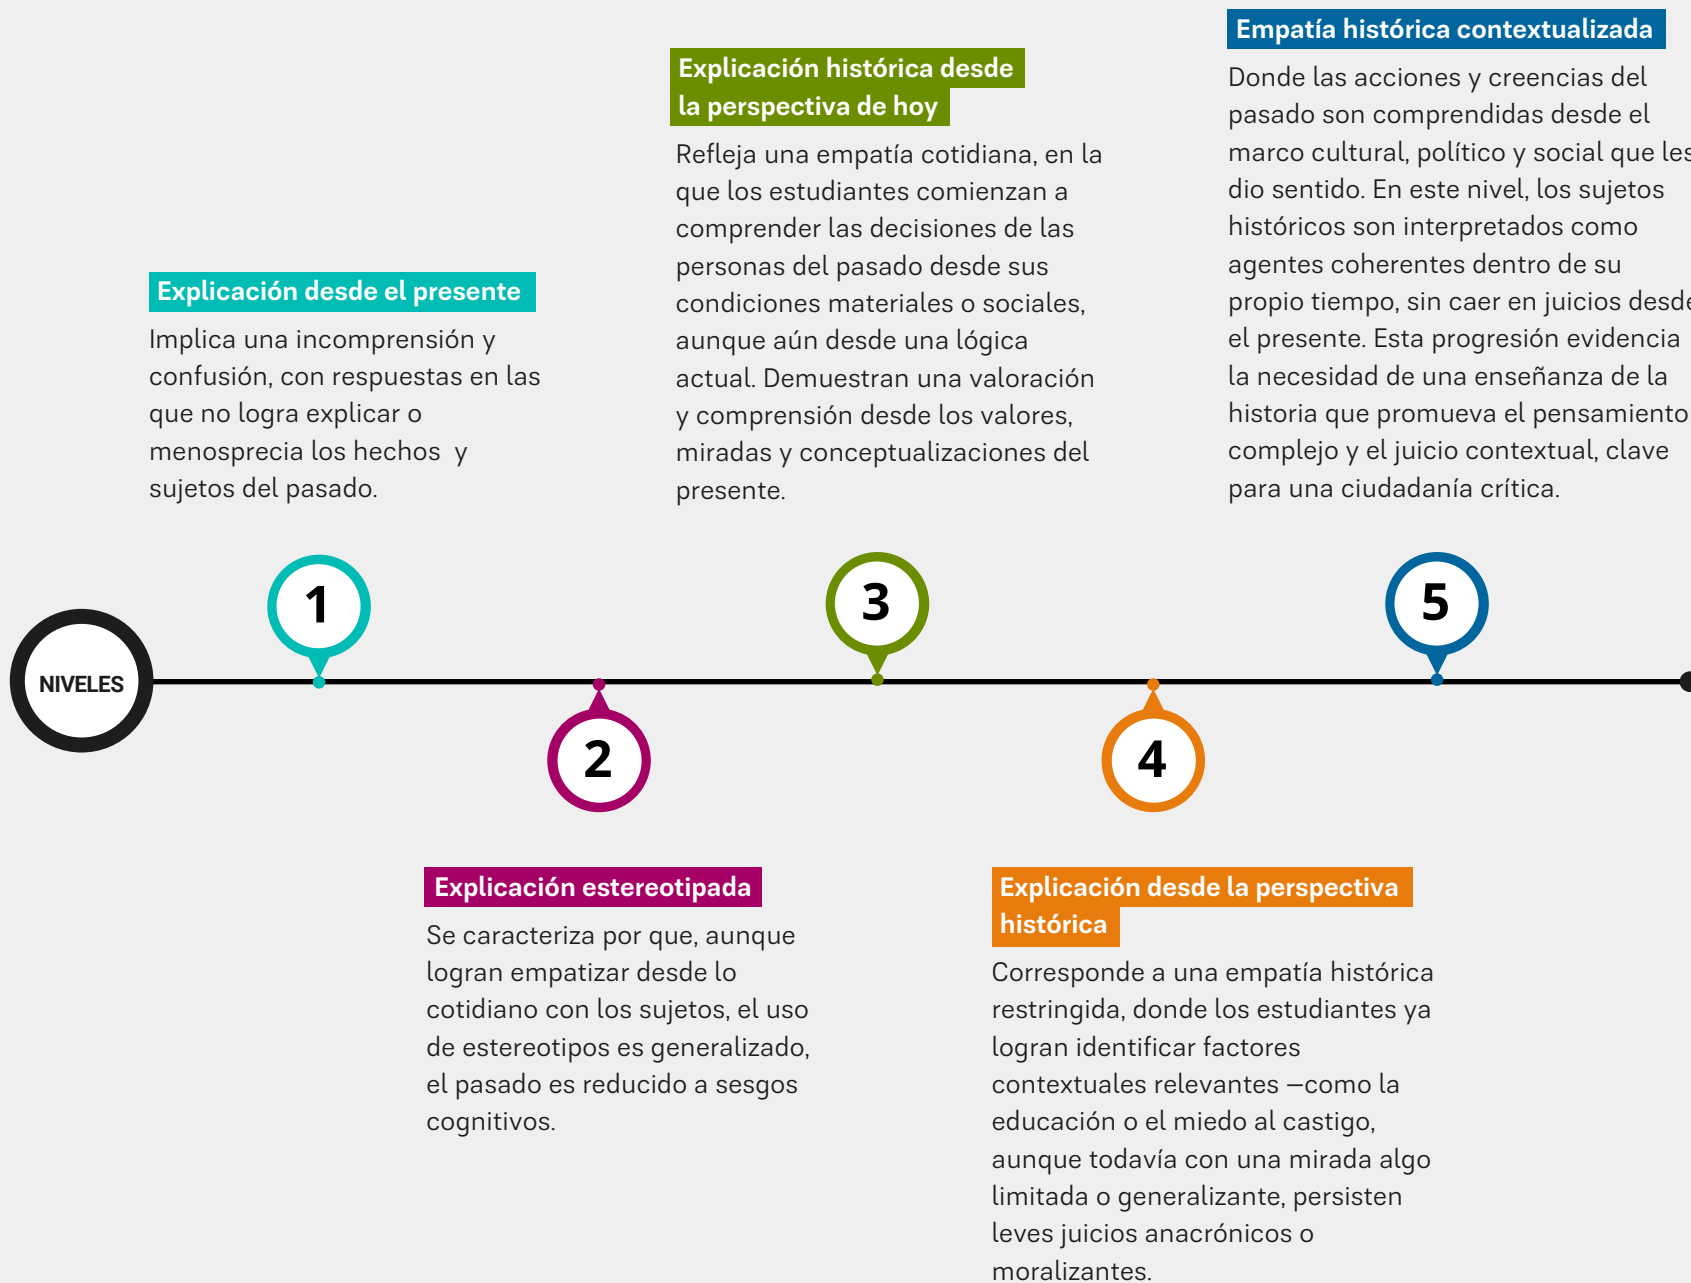 Explicación desde el presente
Implica una incomprensión y
confusión, con respuestas en las
que no logra explicar o
menosprecia los hechos y
sujetos del pasado.
Explicación histórica desde
la perspectiva de hoy
Refleja una empatía cotidiana, en la
que los estudiantes comienzan a
comprender las decisiones de las
personas del pasado desde sus
condiciones materiales o sociales,
aunque aún desde una lógica
actual. Demuestran una valoración
y comprensión desde los valores,
miradas y conceptualizaciones del
presente.
Empatía histórica contextualizada
Donde las acciones y creencias del
pasado son comprendidas desde el
marco cultural, político y social que les
dio sentido. En este nivel, los sujetos
históricos son interpretados como
agentes coherentes dentro de su
propio tiempo, sin caer en juicios desde
el presente. Esta progresión evidencia
la necesidad de una enseñanza de la
historia que promueva el pensamiento
complejo y el juicio contextual, clave
para una ciudadanía crítica.
NIVELES
1
2
3
4
5
Explicación estereotipada
Se caracteriza por que, aunque
logran empatizar desde lo
cotidiano con los sujetos, el uso
de estereotipos es generalizado,
el pasado es reducido a sesgos
cognitivos.
Explicación desde la perspectiva
histórica
Corresponde a una empatía histórica
restringida, donde los estudiantes ya
logran identificar factores
contextuales relevantes —como la
educación o el miedo al castigo,
aunque todavía con una mirada algo
limitada o generalizante, persisten
leves juicios anacrónicos o
moralizantes.